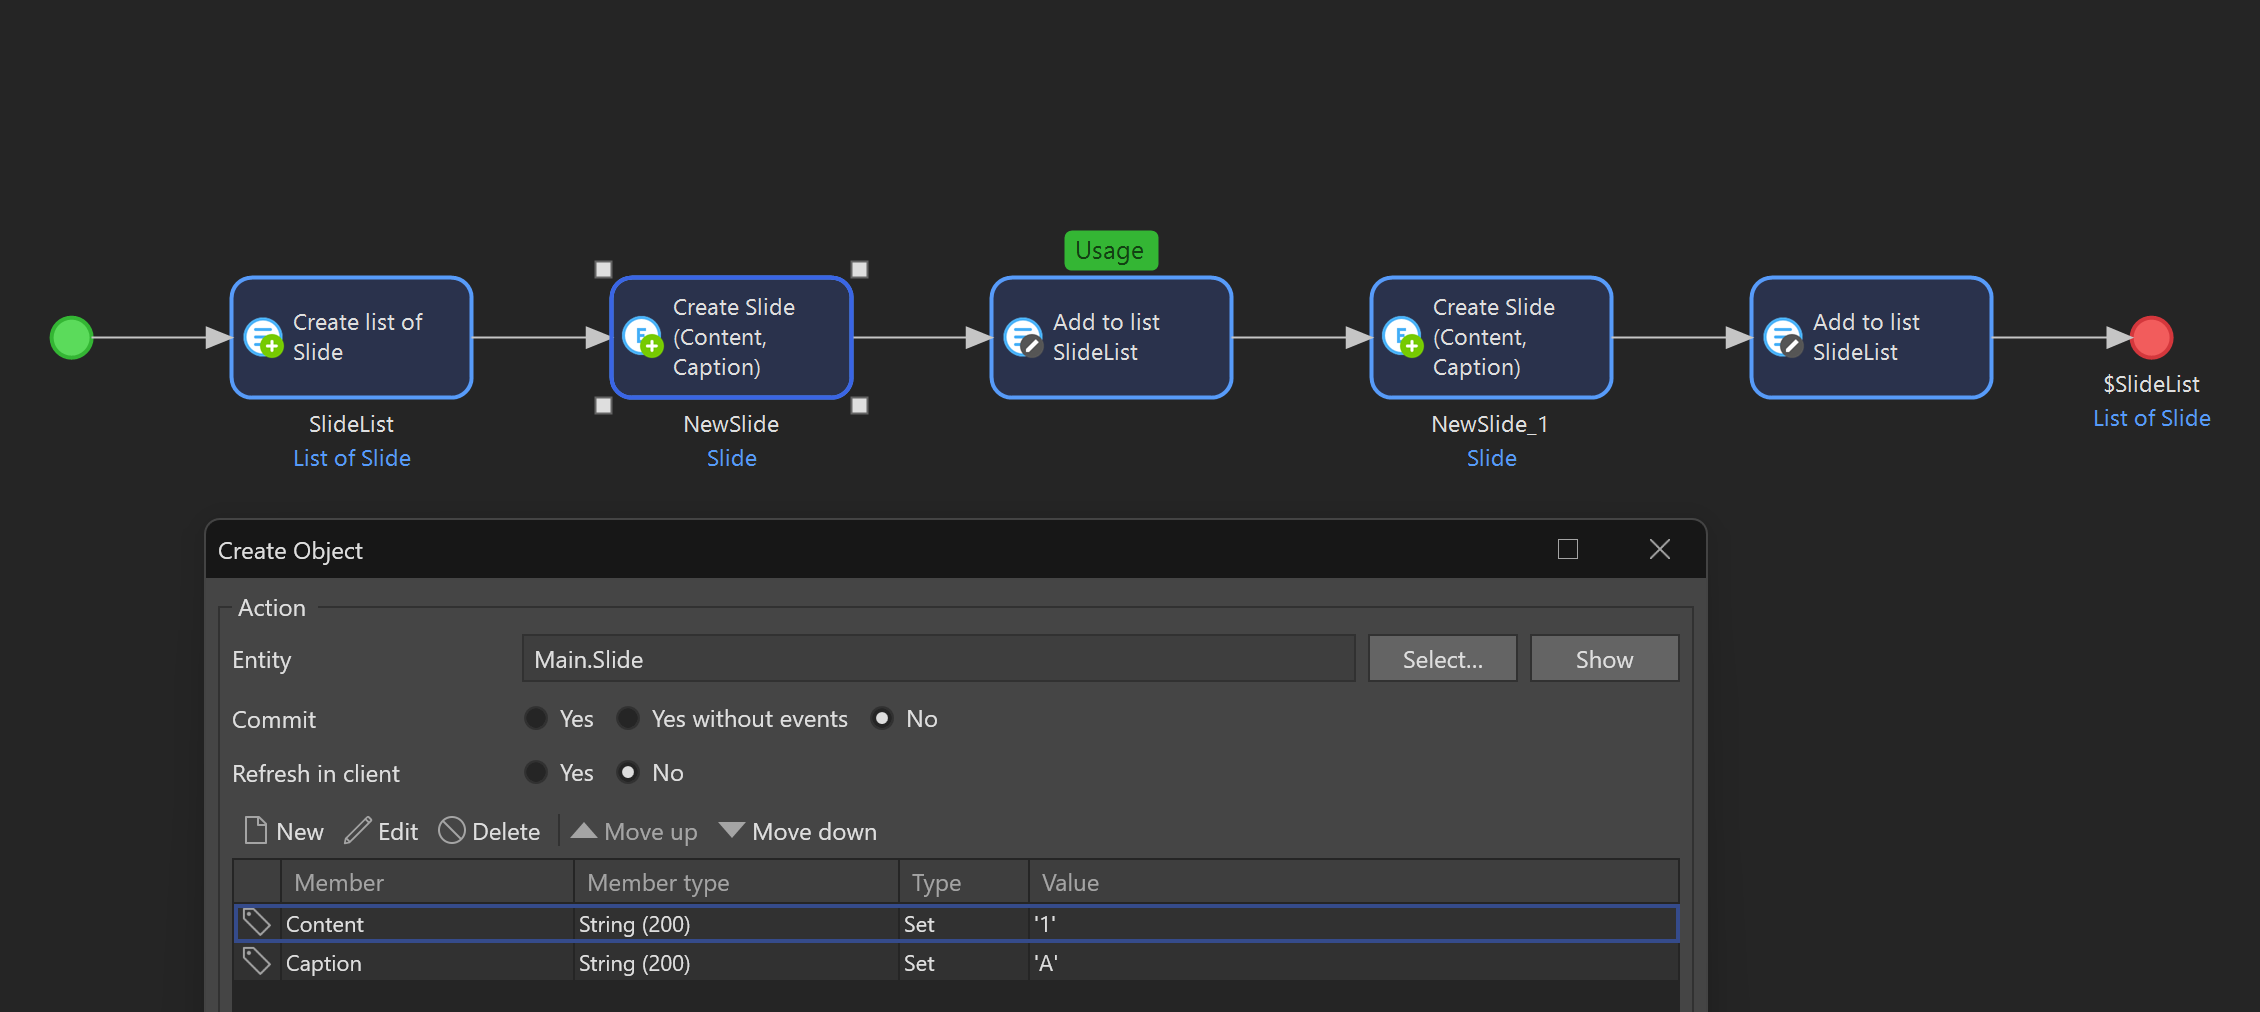 Usage
Create list of
Slide
SlideList
List of Slide
Create Slide
(Content,
Caption)
NewSlide
Slide
Add to list
SlideList
Create Slide
(Content,
Caption)
NewSlide_1
Slide
Add to list
SlideList
$SlideList
List of Slide
Create Object
Action
Entity Main.Slide Select... Show
Commit Yes Yes without events No
Refresh in client Yes No
New Edit Delete Move up Move down
Member Member type Type Value
Content String (200) Set '1'
Caption String (200) Set 'A'